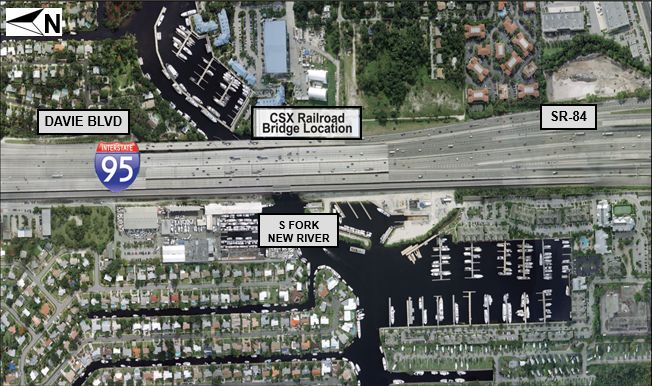 N
DAVIE BLVD
CSX Railroad
Bridge Location
SR-84
INTERSTATE
95
S FORK
NEW RIVER